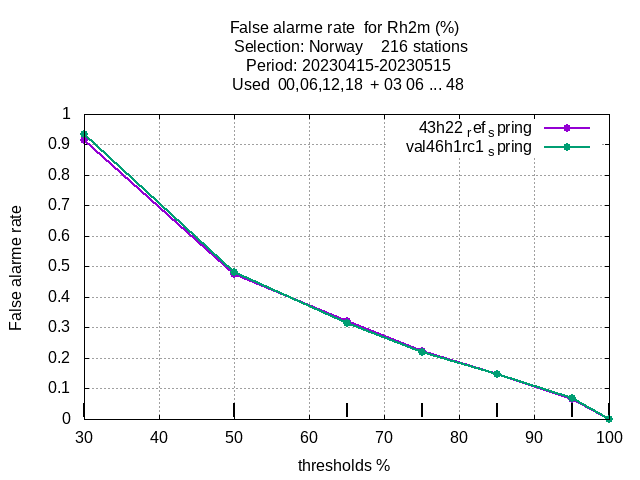 False alarme rate  for Rh2m (%)
Selection: Norway    216 stations
Period: 20230415-20230515
Used  00,06,12,18  + 03 06 ... 48
43h22 ref spring
val46h1rc1 spring
1
0.9
0.8
0.7
0.6
0.5
0.4
0.3
0.2
0.1
0
False alarme rate
30 40 50 60 70 80 90 100
thresholds %